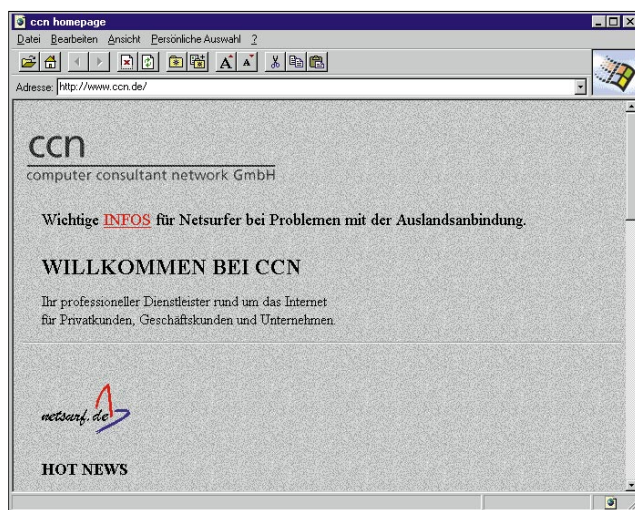 ccn homepage
Datei Bearbeiten Ansicht Persönliche Auswahl ?
A A
Adresse: http://www.ccn.de/
ccn
computer consultant network GmbH
Wichtige INFOS für Netsurfer bei Problemen mit der Auslandsanbindung.
WILLKOMMEN BEI CCN
Ihr professioneller Dienstleister rund um das Internet
für Privatkunden, Geschäftskunden und Unternehmen.
netsurf.de
HOT NEWS